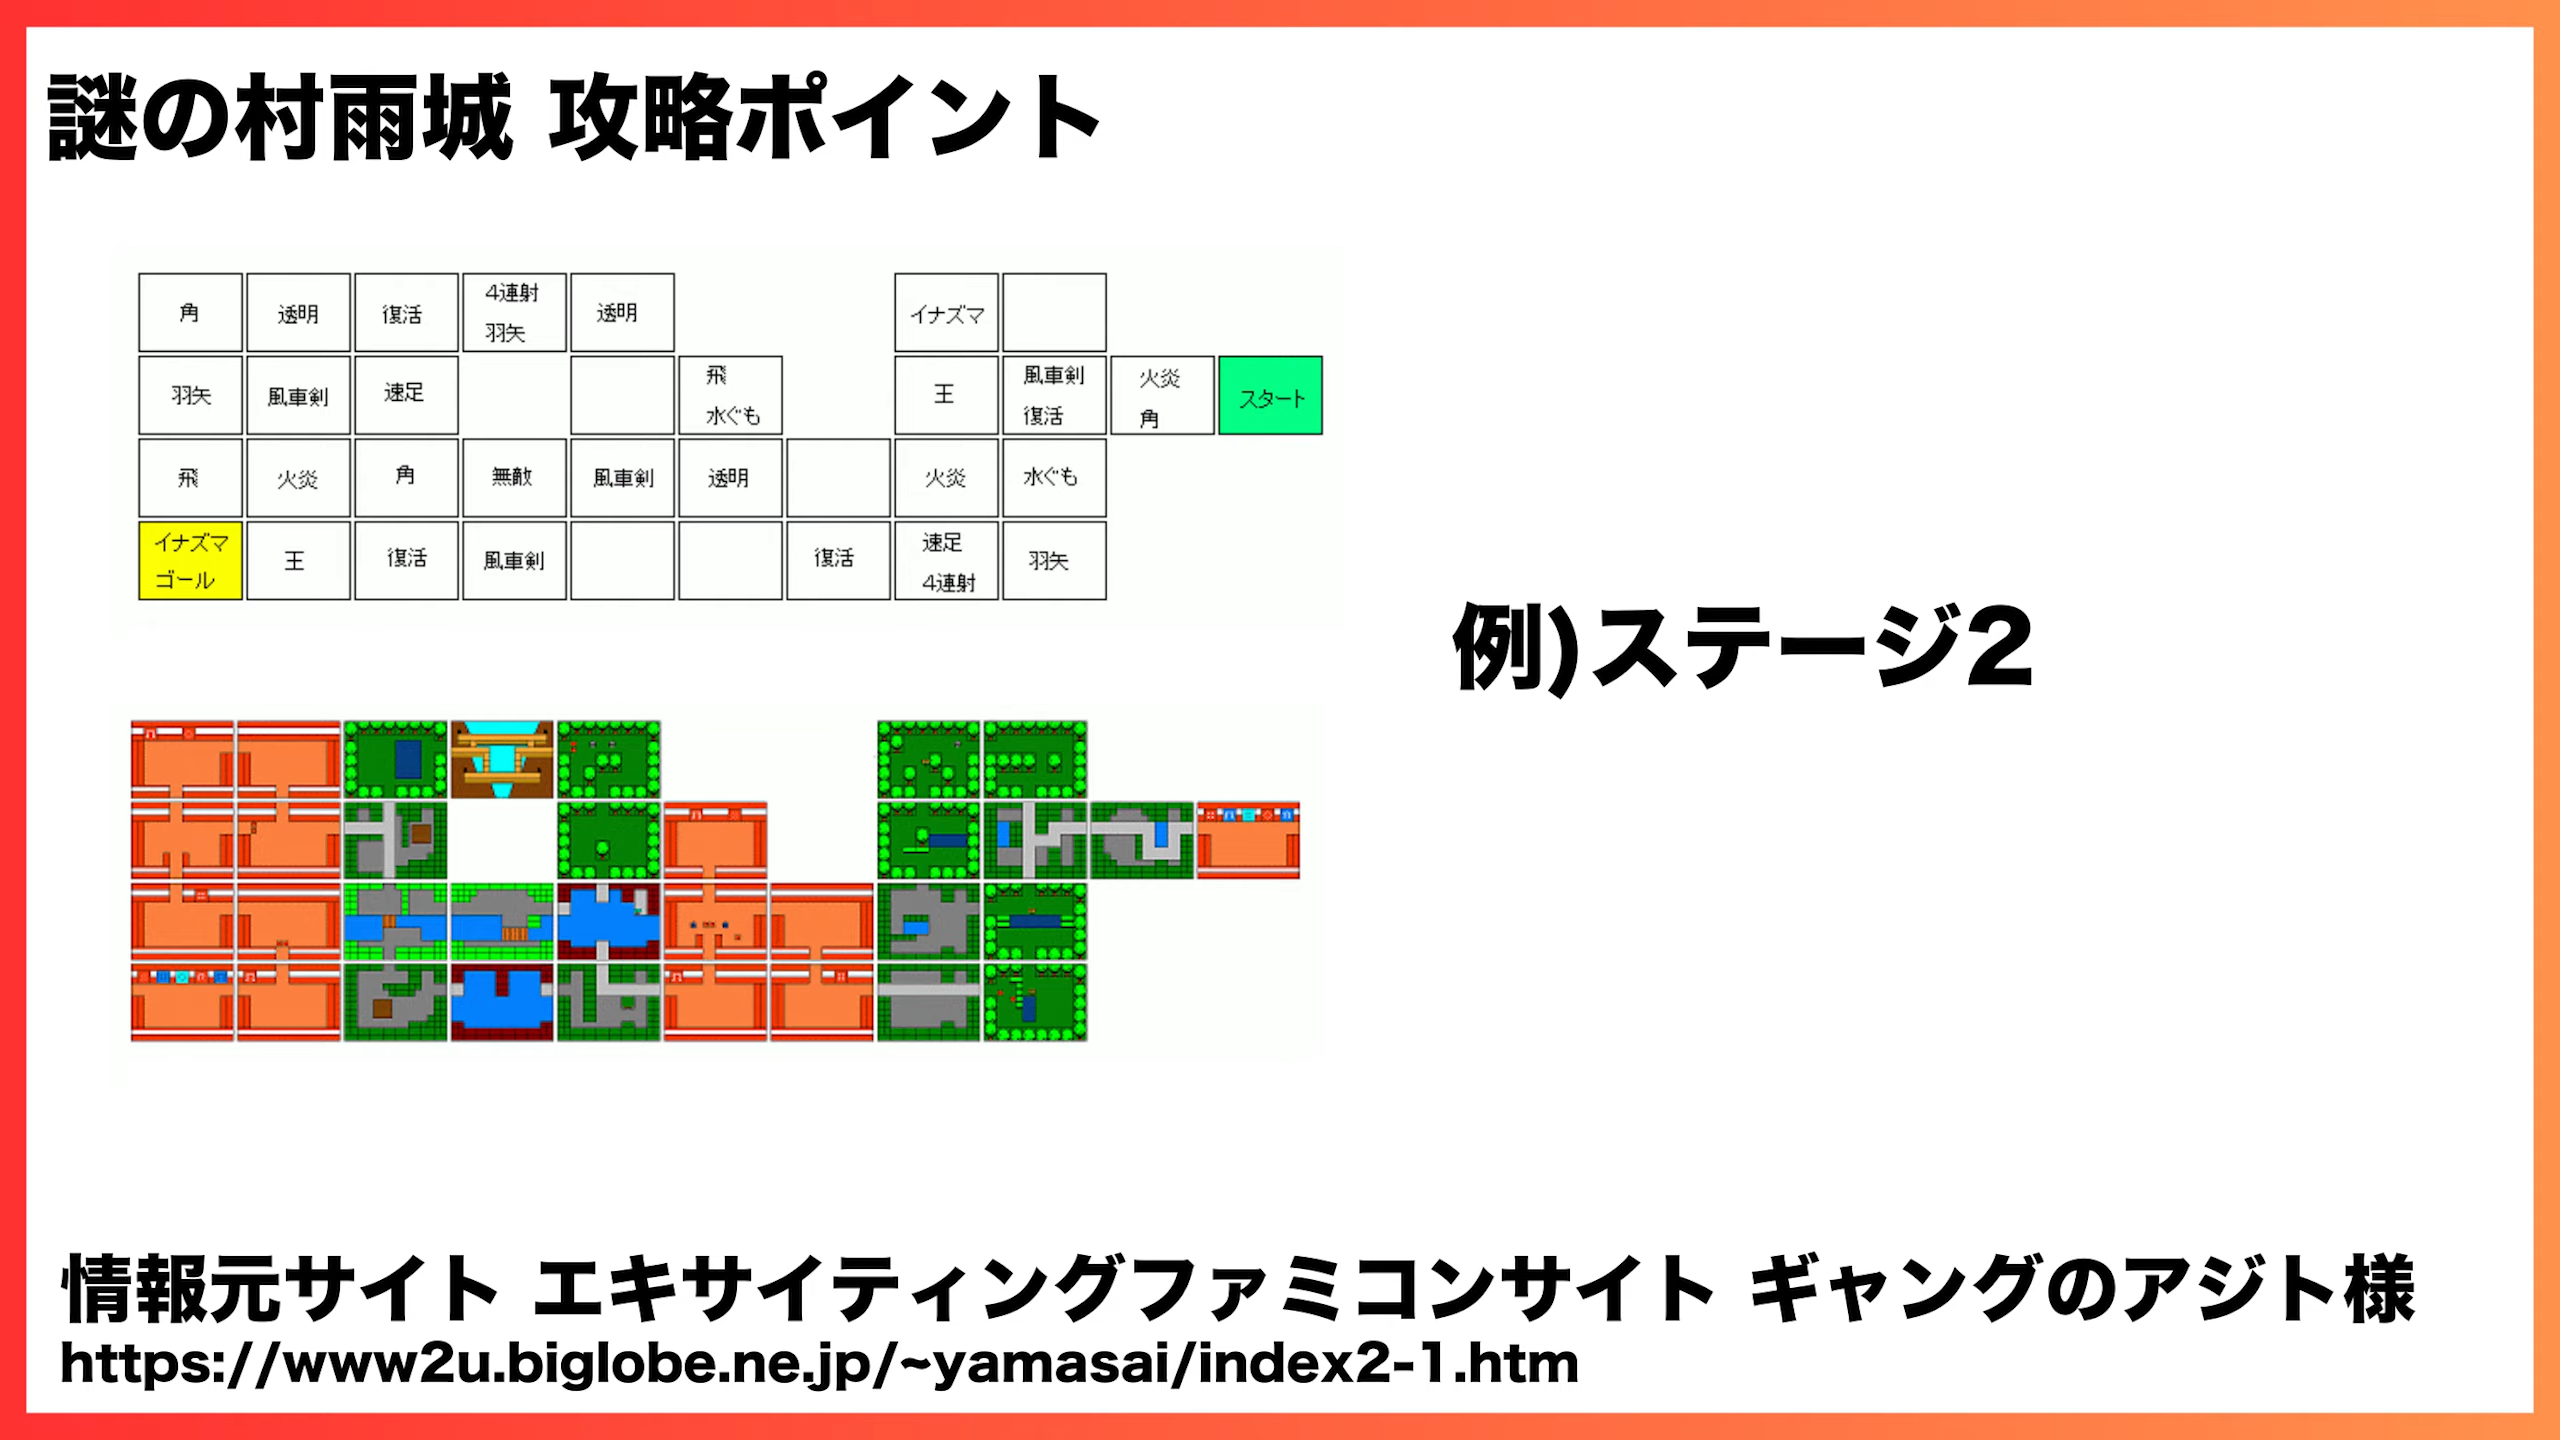 謎の村雨城 攻略ポイント
角 透明 復活 4連射 透明 イナズマ
羽矢
羽矢 風車剣 速足 飛 王 風車剣 火炎 スタート
水ぐも 復活 角
飛 火炎 角 無敵 風車剣 透明 火炎 水ぐも
イナズマ 王 復活 風車剣 復活 速足 羽矢
ゴール 4連射
例)ステージ2
情報元サイト エキサイティングファミコンサイト ギャングのアジト様
https://www2u.biglobe.ne.jp/~yamasai/index2-1.htm